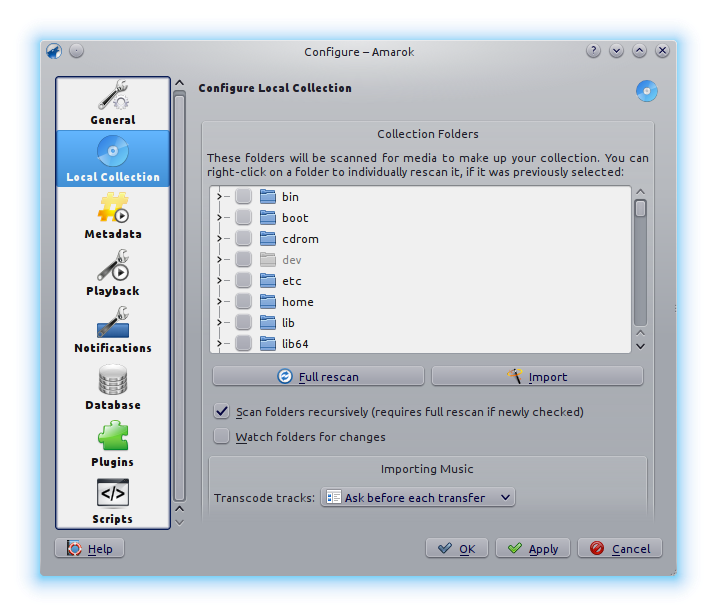 Configure – Amarok
?
General
Local Collection
Metadata
Playback
Notifications
Database
Plugins
</>
Scripts
Configure Local Collection
Collection Folders
These folders will be scanned for media to make up your collection. You can
right-click on a folder to individually rescan it, if it was previously selected:
bin
boot
cdrom
dev
etc
home
lib
lib64
Full rescan
Import
Scan folders recursively (requires full rescan if newly checked)
Watch folders for changes
Importing Music
Transcode tracks: Ask before each transfer
Help
OK
Apply
Cancel